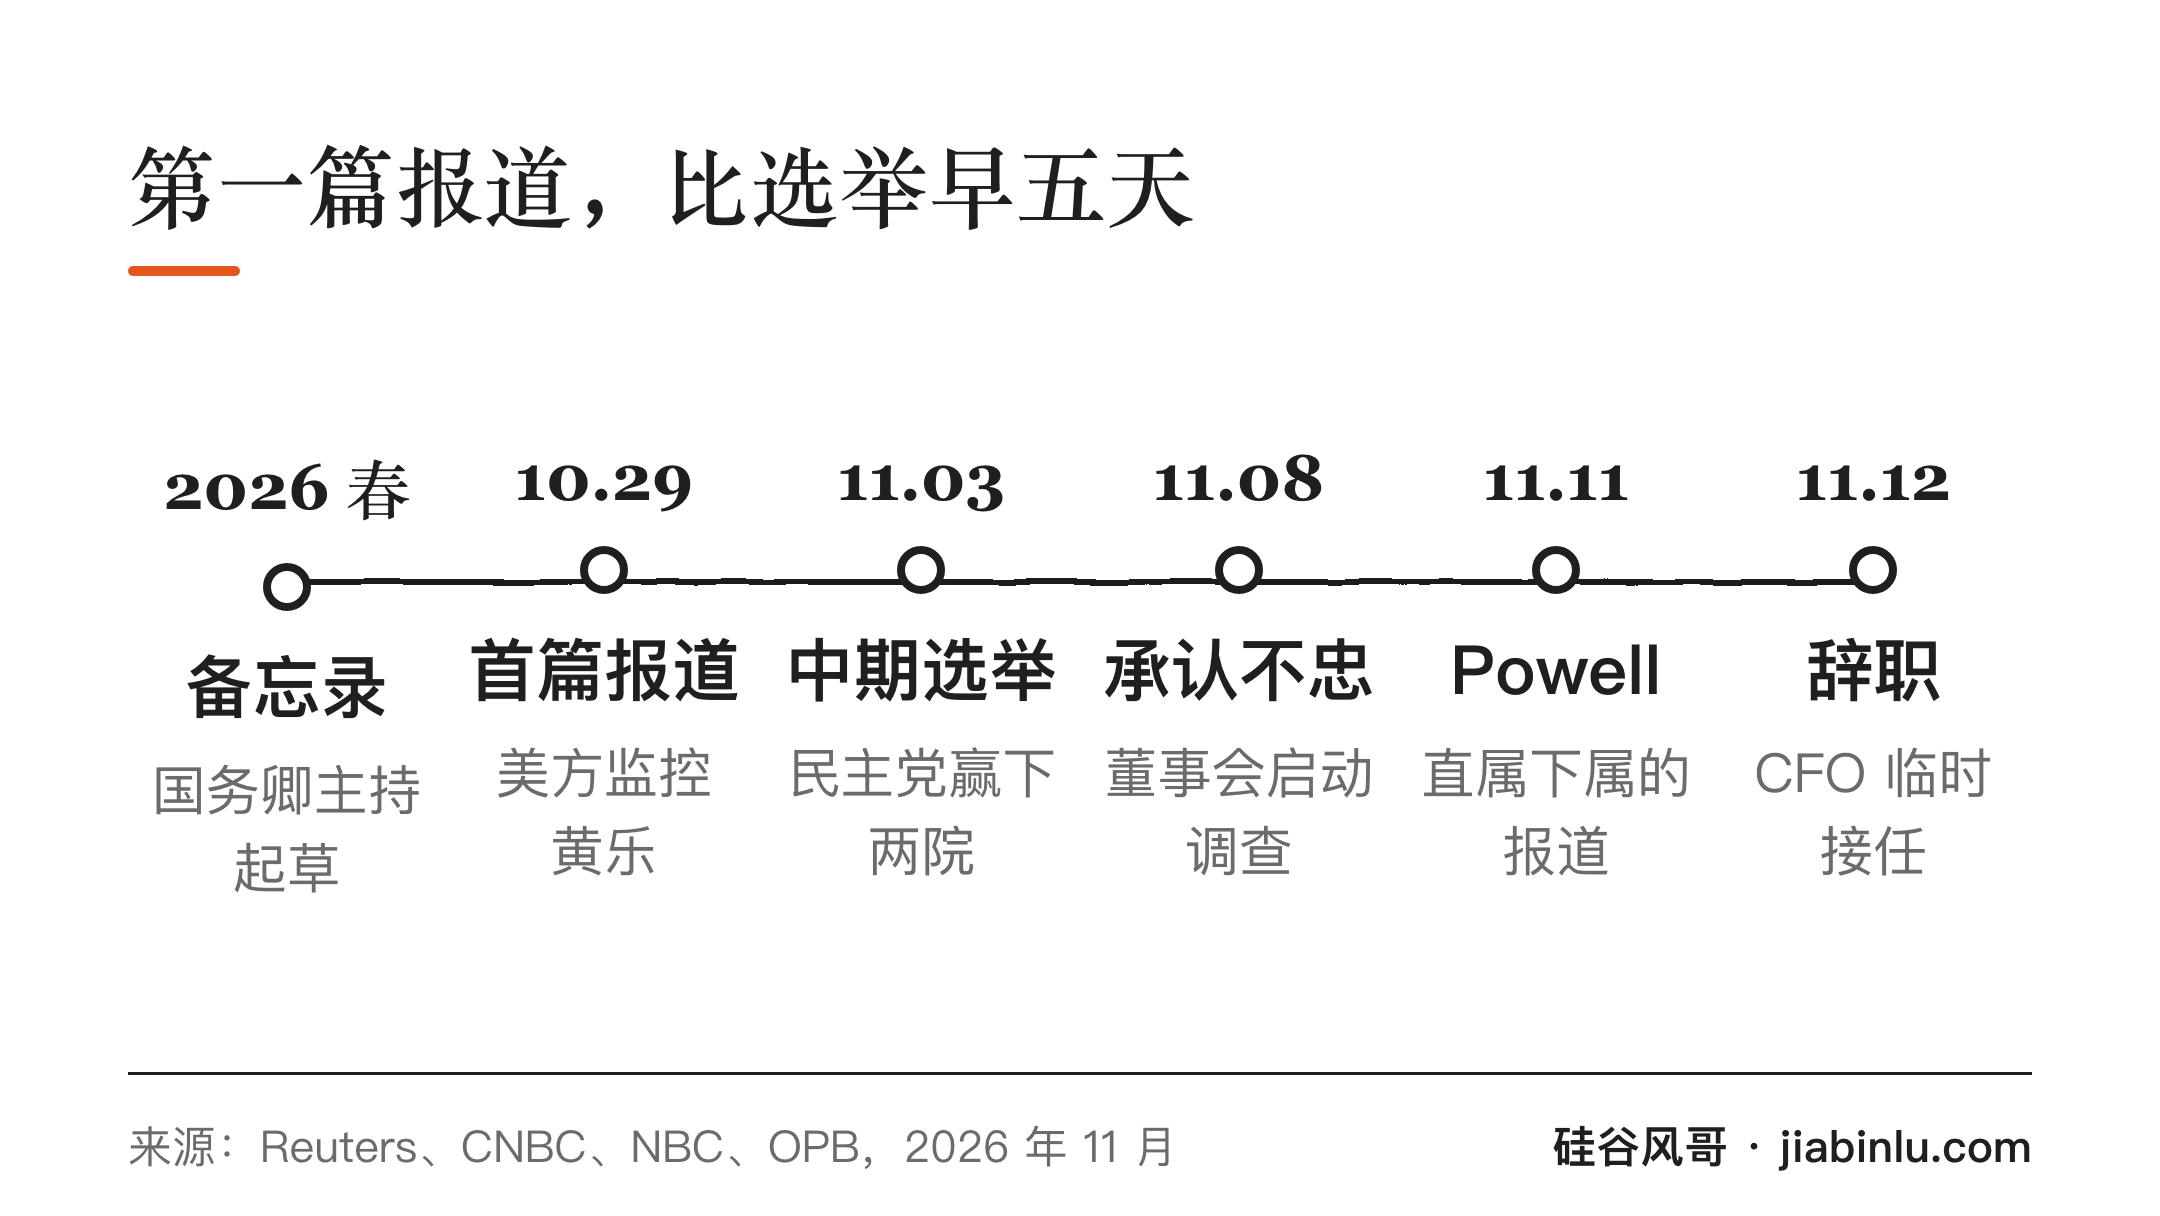 第一篇报道，比选举早五天
2026 春
10.29
11.03
11.08
11.11
11.12
备忘录
首篇报道
中期选举
承认不忠
Powell
辞职
国务卿主持
起草
美方监控
黄乐
民主党赢下
两院
董事会启动
调查
直属下属的
报道
CFO 临时
接任
来源：Reuters、CNBC、NBC、OPB，2026 年 11 月
硅谷风哥 · jiabinlu.com